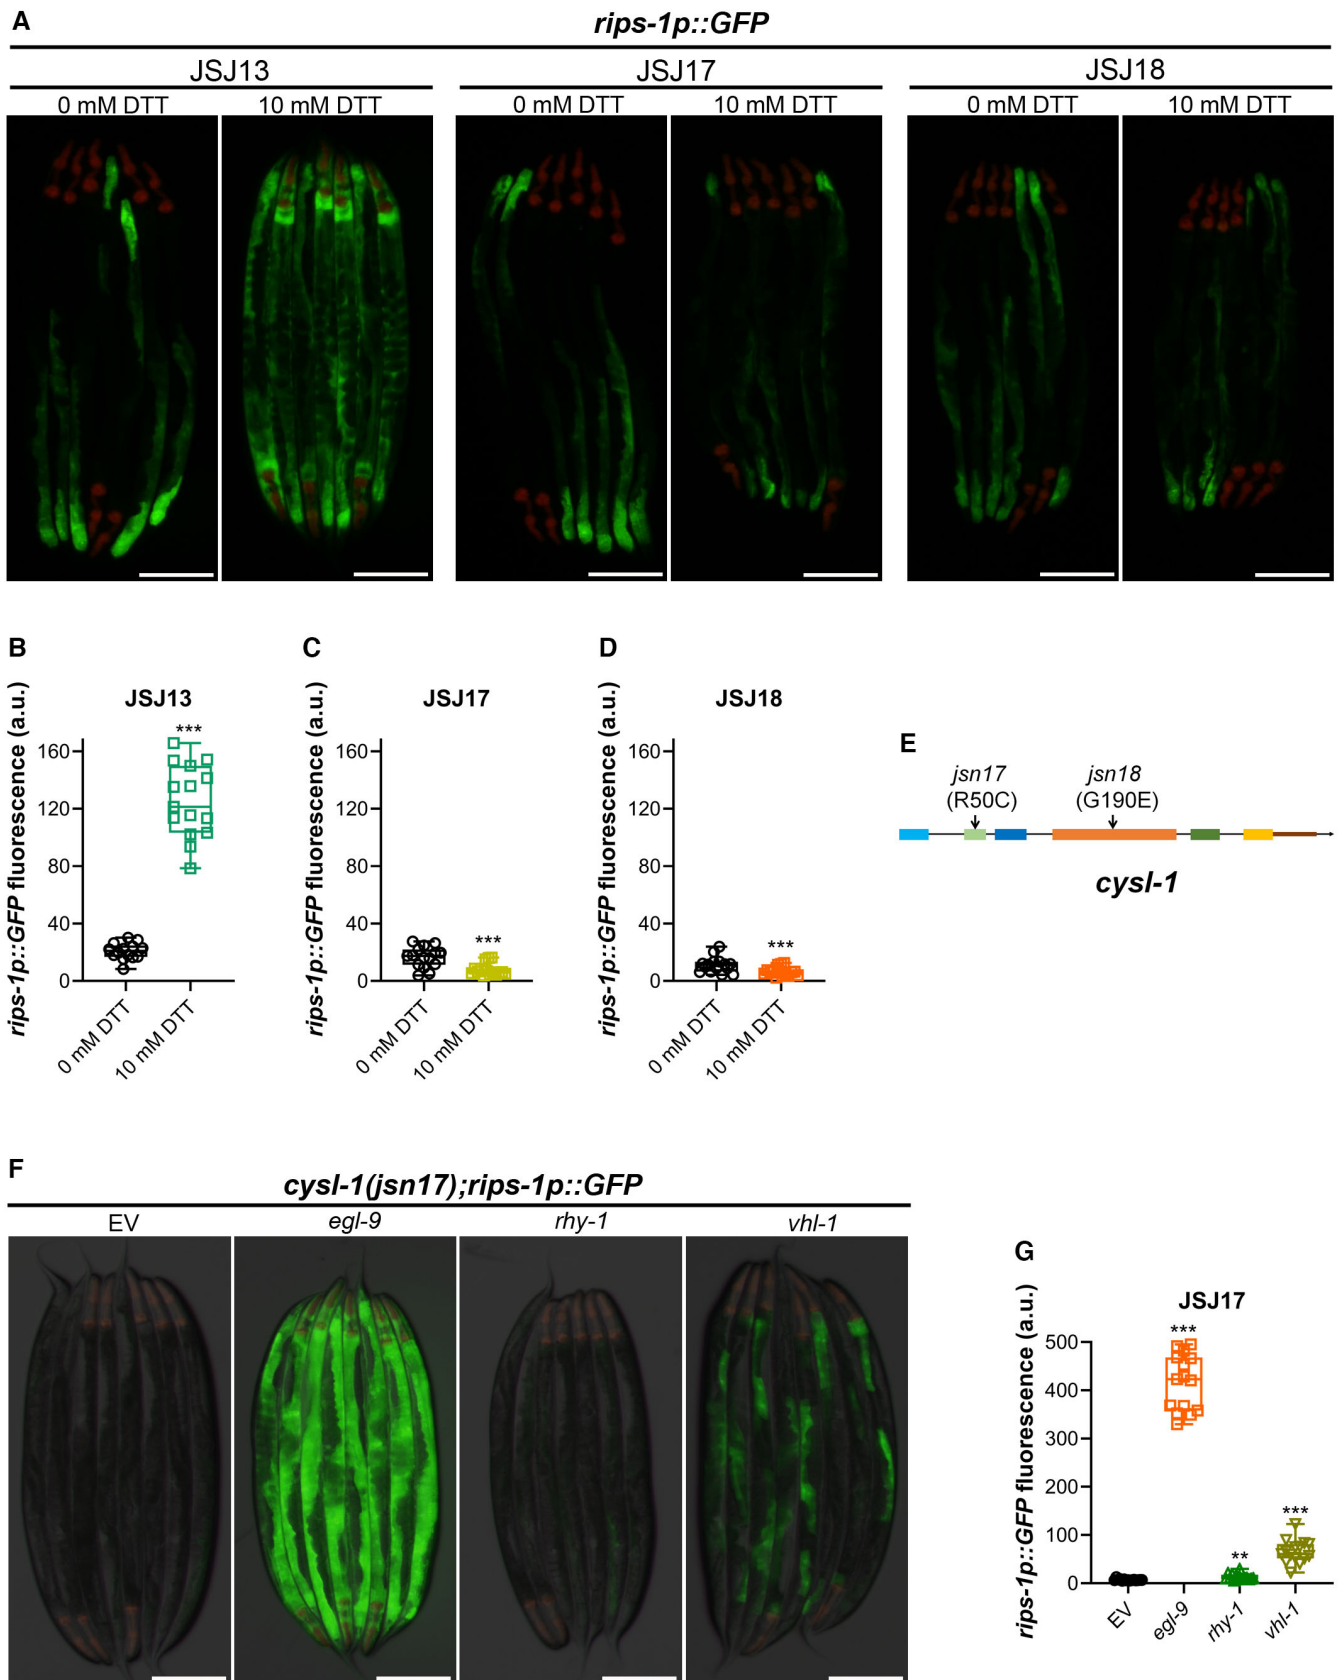 A
rips-1p::GFP
JSJ13
JSJ17
JSJ18
0 mM DTT
10 mM DTT
0 mM DTT
10 mM DTT
0 mM DTT
10 mM DTT
B
rips-1p::GFP fluorescence (a.u.)
JSJ13
***
160
120
80
40
0
0 mM DTT
10 mM DTT
C
rips-1p::GFP fluorescence (a.u.)
JSJ17
160
120
80
40
0
***
0 mM DTT
10 mM DTT
D
rips-1p::GFP fluorescence (a.u.)
JSJ18
160
120
80
40
0
***
0 mM DTT
10 mM DTT
E
jsn17
(R50C)
jsn18
(G190E)
cysl-1
F
cysl-1(jsn17);rips-1p::GFP
EV
egl-9
rhy-1
vhl-1
G
rips-1p::GFP fluorescence (a.u.)
JSJ17
***
500
400
300
200
100
0
**
***
EV
egl-9
rhy-1
vhl-1